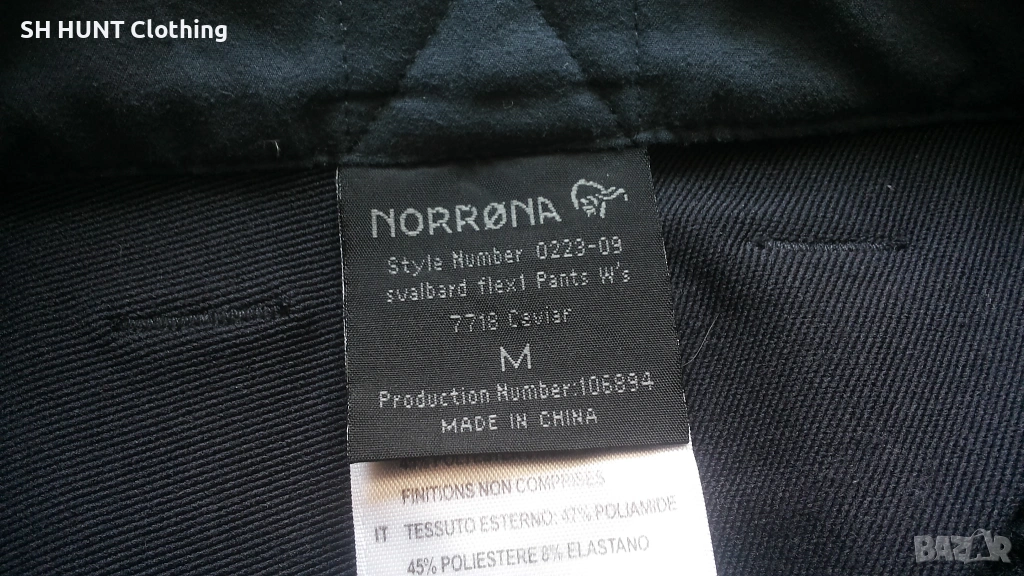 SH HUNT Clothing
NORRØNA
Style Number 0223-09
svalbard flex1 Pants W's
7718 Caviar
M
Production Number:106894
MADE IN CHINA
FINITIONS NON COMPRISES
IT TESSUTO ESTERNO: 47% POLIAMIDE
45% POLIESTERE 8% ELASTANO
BAZAR